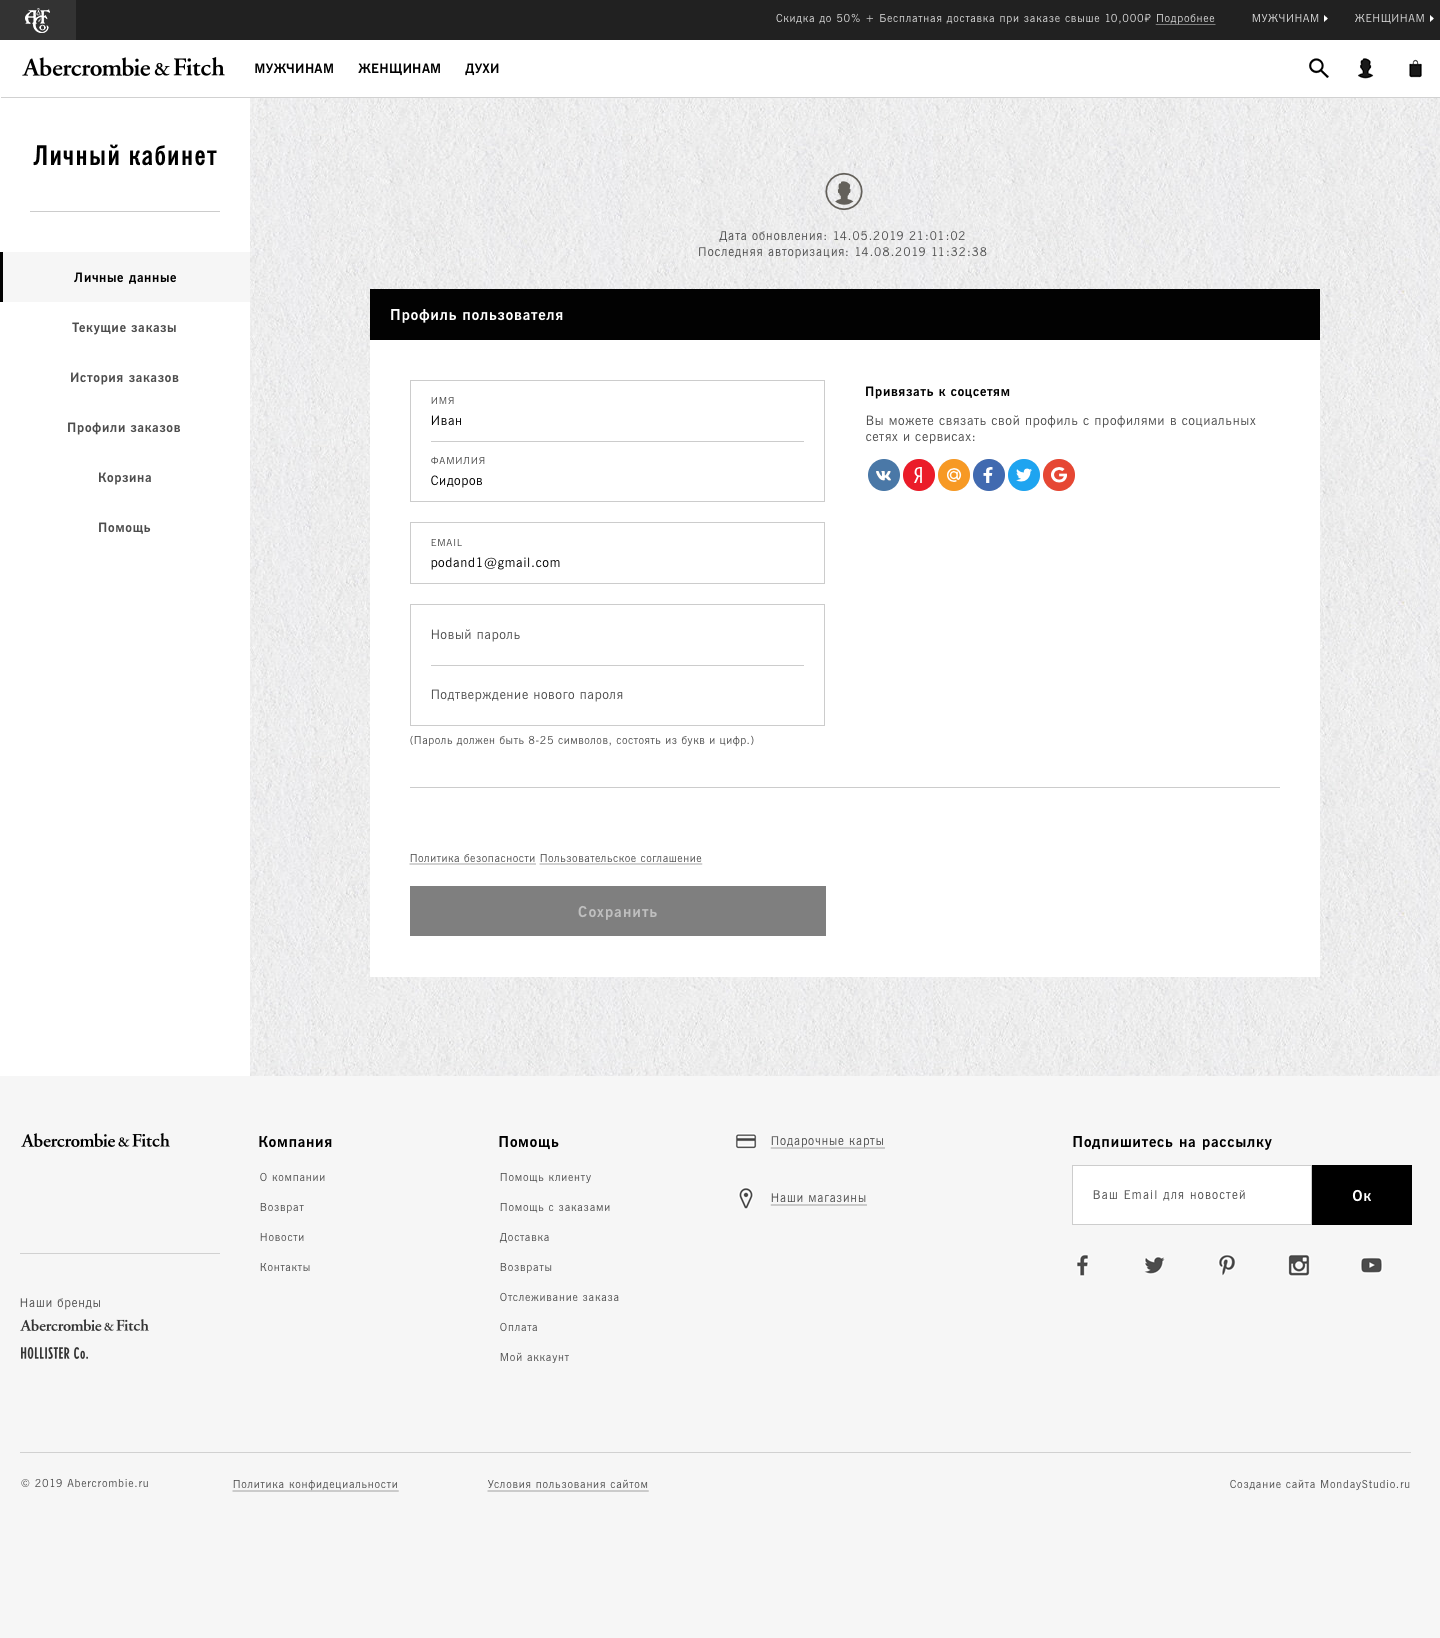 Скидка до 50% + Бесплатная доставка при заказе свыше 10,000₽ Подробнее
МУЖЧИНАМ
ЖЕНЩИНАМ
Abercrombie & Fitch
МУЖЧИНАМ
ЖЕНЩИНАМ
ДУХИ
Личный кабинет
Личные данные
Текущие заказы
История заказов
Профили заказов
Корзина
Помощь
Дата обновления: 14.05.2019 21:01:02
Последняя авторизация: 14.08.2019 11:32:38
Профиль пользователя
ИМЯ
Иван
ФАМИЛИЯ
Сидоров
EMAIL
podand1@gmail.com
Новый пароль
Подтверждение нового пароля
(Пароль должен быть 8-25 символов, состоять из букв и цифр.)
Привязать к соцсетям
Вы можете связать свой профиль с профилями в социальных
сетях и сервисах:
Политика безопасности Пользовательское соглашение
Сохранить
Abercrombie & Fitch
Наши бренды
Abercrombie & Fitch
HOLLISTER Co.
Компания
О компании
Возврат
Новости
Контакты
Помощь
Помощь клиенту
Помощь с заказами
Доставка
Возвраты
Отслеживание заказа
Оплата
Мой аккаунт
Подарочные карты
Наши магазины
Подпишитесь на рассылку
Ваш Email для новостей
Ок
© 2019 Abercrombie.ru
Политика конфидециальности
Условия пользования сайтом
Создание сайта MondayStudio.ru